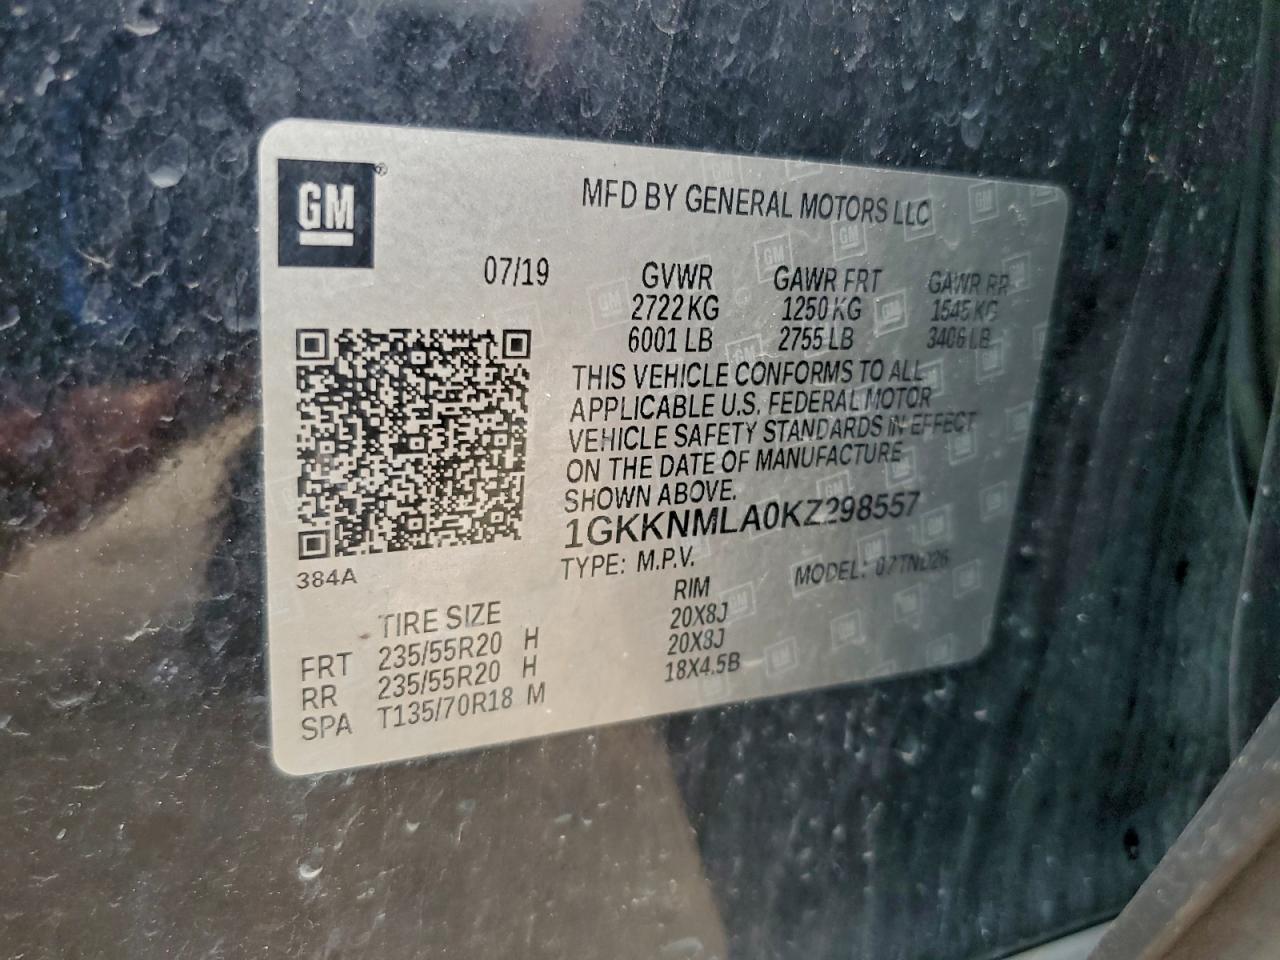 GM
MFD BY GENERAL MOTORS LLC
07/19 GVWR GAWR FRT GAWR RR
2722 KG 1250 KG 1545 KG
6001 LB 2755 LB 3406 LB
THIS VEHICLE CONFORMS TO ALL
APPLICABLE U.S. FEDERAL MOTOR
VEHICLE SAFETY STANDARDS IN EFFECT
ON THE DATE OF MANUFACTURE
SHOWN ABOVE.
1GKKNMLA0KZ298557
TYPE: M.P.V. MODEL:
384A
TIRE SIZE RIM
FRT 235/55R20 H 20X8J
RR 235/55R20 H 20X8J
SPA T135/70R18 M 18X4.5B